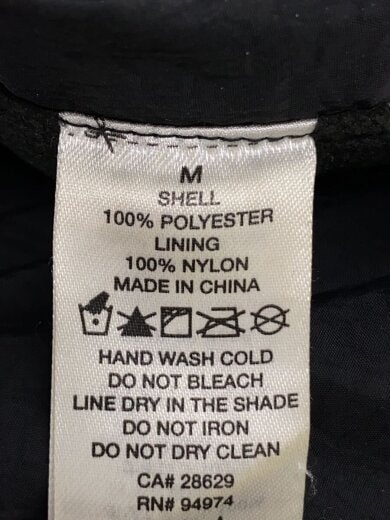 M
SHELL
100% POLYESTER
LINING
100% NYLON
MADE IN CHINA
HAND WASH COLD
DO NOT BLEACH
LINE DRY IN THE SHADE
DO NOT IRON
DO NOT DRY CLEAN
CA# 28629
RN# 94974